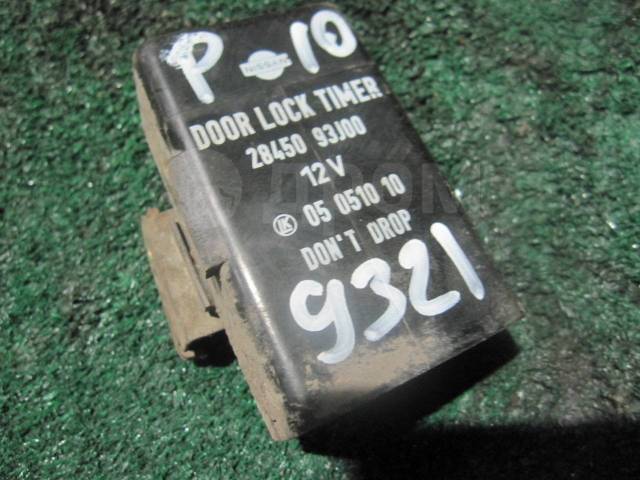 P-10
NISSAN
DOOR LOCK TIMER
28450 93J00
12V
05 0510 10
DON'T DROP
9321